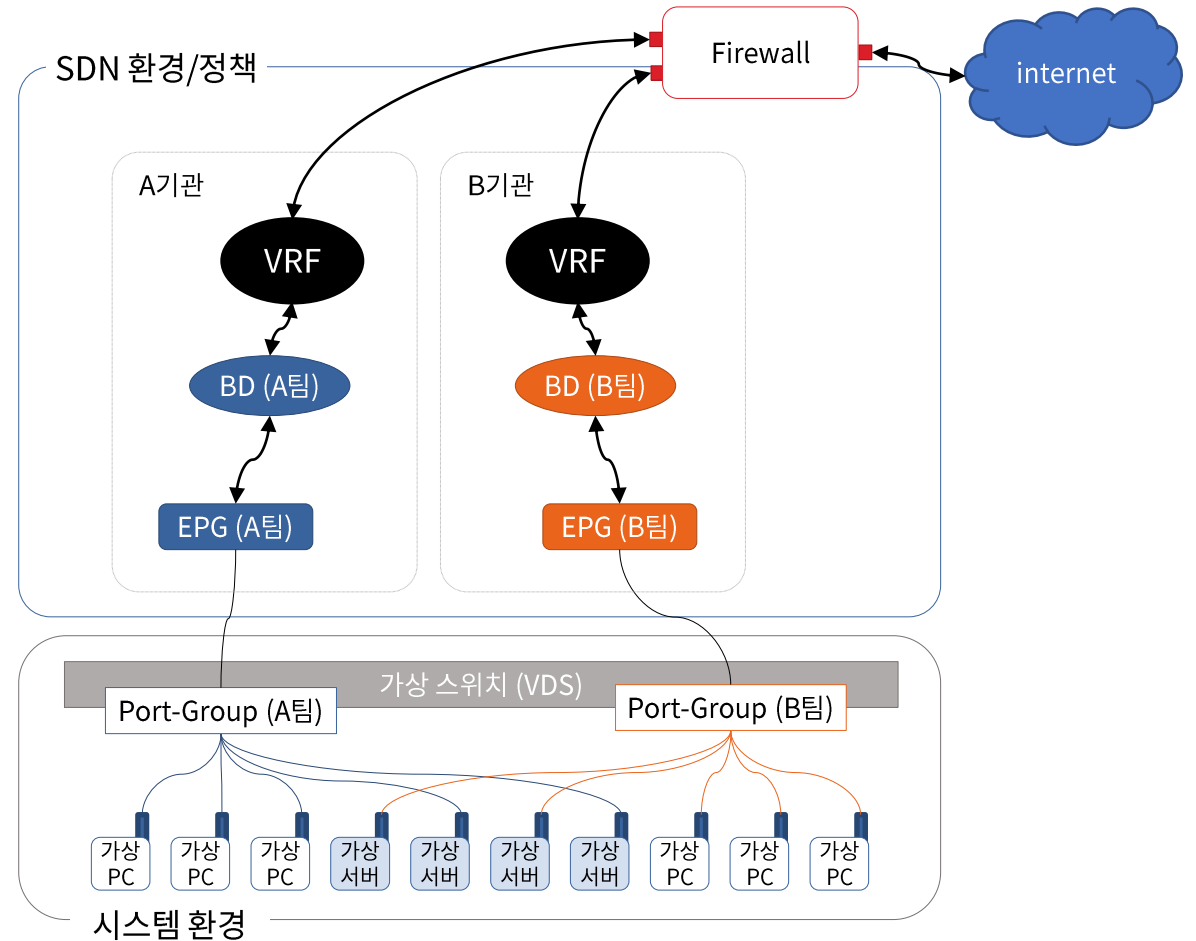 Firewall
internet
SDN 환경/정책
A기관
B기관
VRF
VRF
BD (A팀)
BD (B팀)
EPG (A팀)
EPG (B팀)
가상 스위치 (VDS)
Port-Group (A팀)
Port-Group (B팀)
가상
PC
가상
PC
가상
PC
가상
서버
가상
서버
가상
서버
가상
서버
가상
PC
가상
PC
가상
PC
시스템 환경